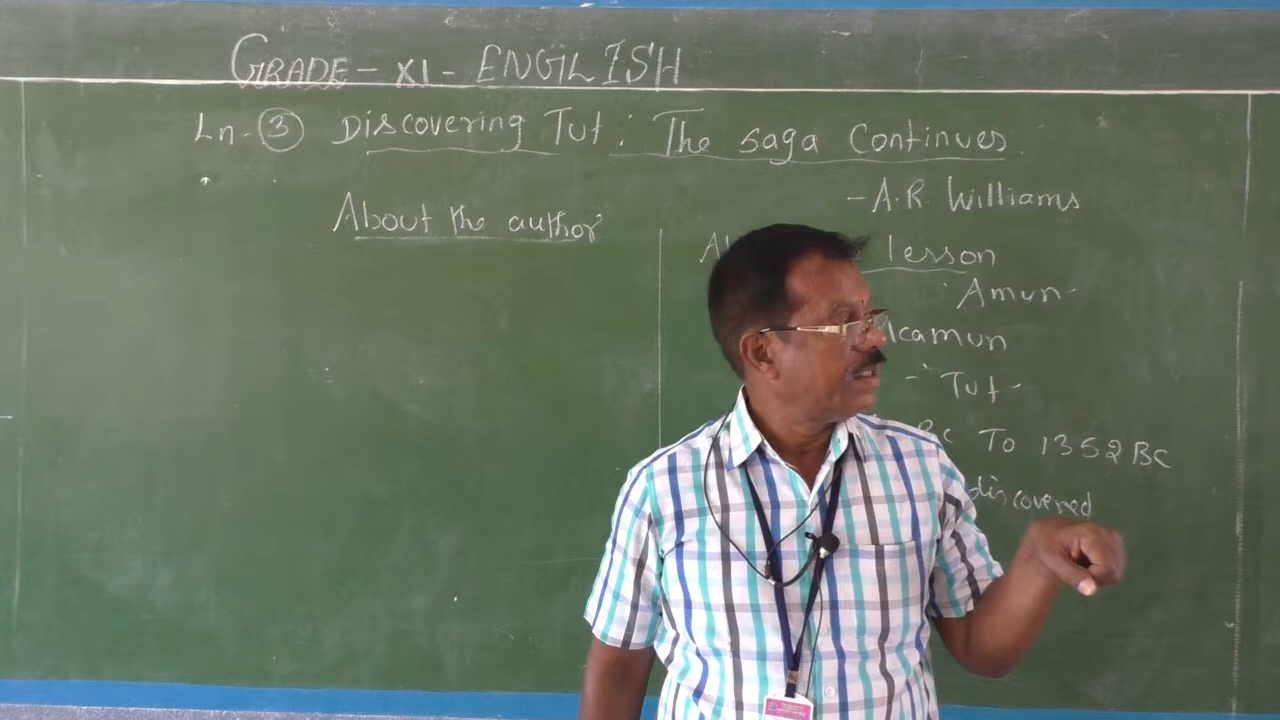 GRADE - XI - ENGLISH
Ln. 3 Discovering Tut : The saga Continues
- A.R. Williams
About the author
lesson
Amun-
camun
- Tut -
BC To 1352 BC
discovered